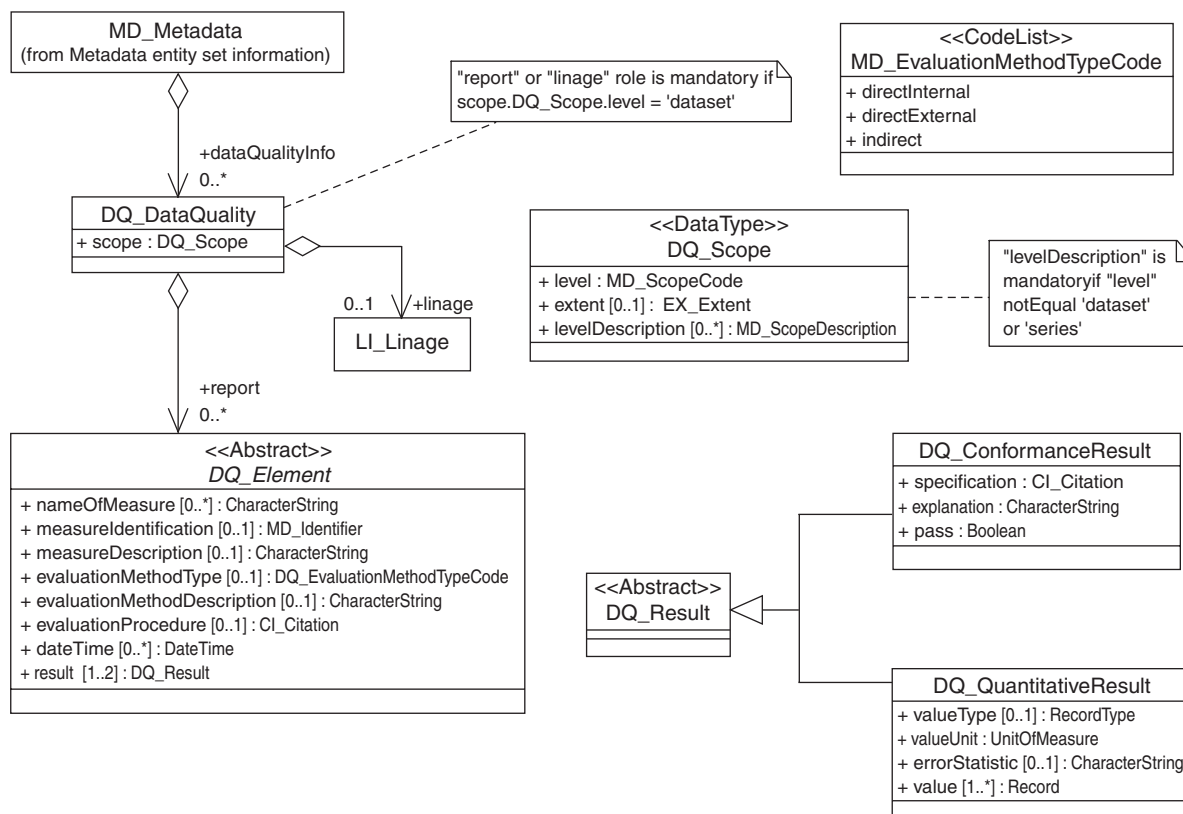 MD_Metadata
(from Metadata entity set information)
"report" or "linage" role is mandatory if
scope.DQ_Scope.level = 'dataset'
<<CodeList>>
MD_EvaluationMethodTypeCode
+ directInternal
+ directExternal
+ indirect
+dataQualityInfo
0..*
DQ_DataQuality
+ scope : DQ_Scope
0..1
+linage
LI_Linage
<<DataType>>
DQ_Scope
+ level : MD_ScopeCode
+ extent [0..1] : EX_Extent
+ levelDescription [0..*] : MD_ScopeDescription
"levelDescription" is
mandatoryif "level"
notEqual 'dataset'
or 'series'
+report
0..*
<<Abstract>>
DQ_Element
+ nameOfMeasure [0..*] : CharacterString
+ measureIdentification [0..1] : MD_Identifier
+ measureDescription [0..1] : CharacterString
+ evaluationMethodType [0..1] : DQ_EvaluationMethodTypeCode
+ evaluationMethodDescription [0..1] : CharacterString
+ evaluationProcedure [0..1] : CI_Citation
+ dateTime [0..*] : DateTime
+ result [1..2] : DQ_Result
<<Abstract>>
DQ_Result
DQ_ConformanceResult
+ specification : CI_Citation
+ explanation : CharacterString
+ pass : Boolean
DQ_QuantitativeResult
+ valueType [0..1] : RecordType
+ valueUnit : UnitOfMeasure
+ errorStatistic [0..1] : CharacterString
+ value [1..*] : Record